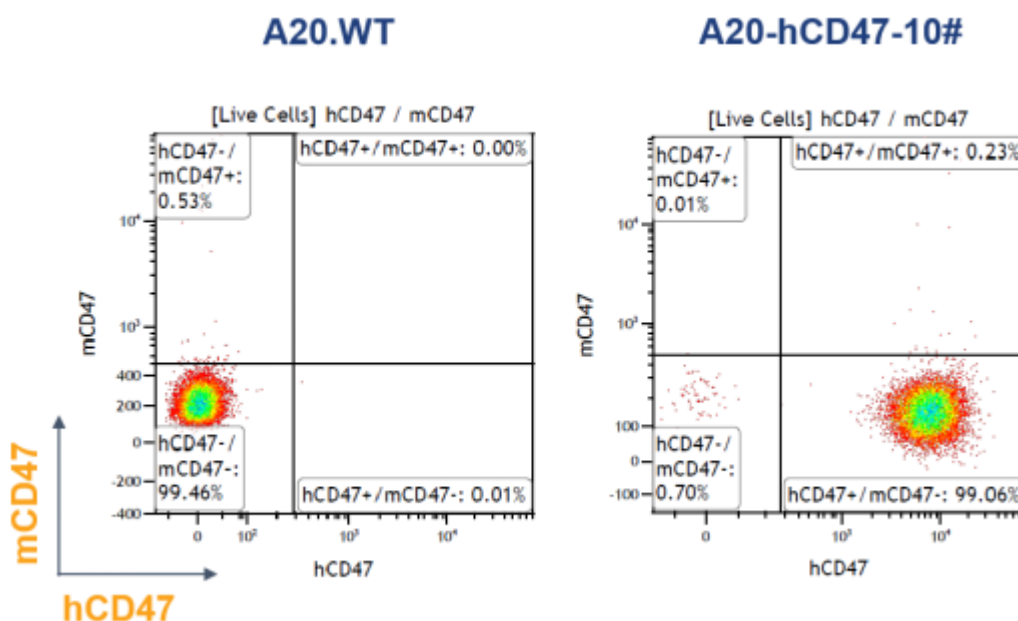 A20.WT
A20-hCD47-10#
[Live Cells] hCD47 / mCD47
hCD47-/
mCD47+:
0.53%
hCD47+/mCD47+: 0.00%
10⁴
10³
400
200
0
-200
-400
mCD47
hCD47-/
mCD47-:
99.46%
hCD47+/mCD47-: 0.01%
0
10²
10³
10⁴
hCD47
[Live Cells] hCD47 / mCD47
hCD47-/
mCD47+:
0.01%
hCD47+/mCD47+: 0.23%
10⁴
10³
100
0
-100
mCD47
hCD47-/
mCD47-:
0.70%
hCD47+/mCD47-: 99.06%
0
10³
10⁴
hCD47
mCD47
hCD47